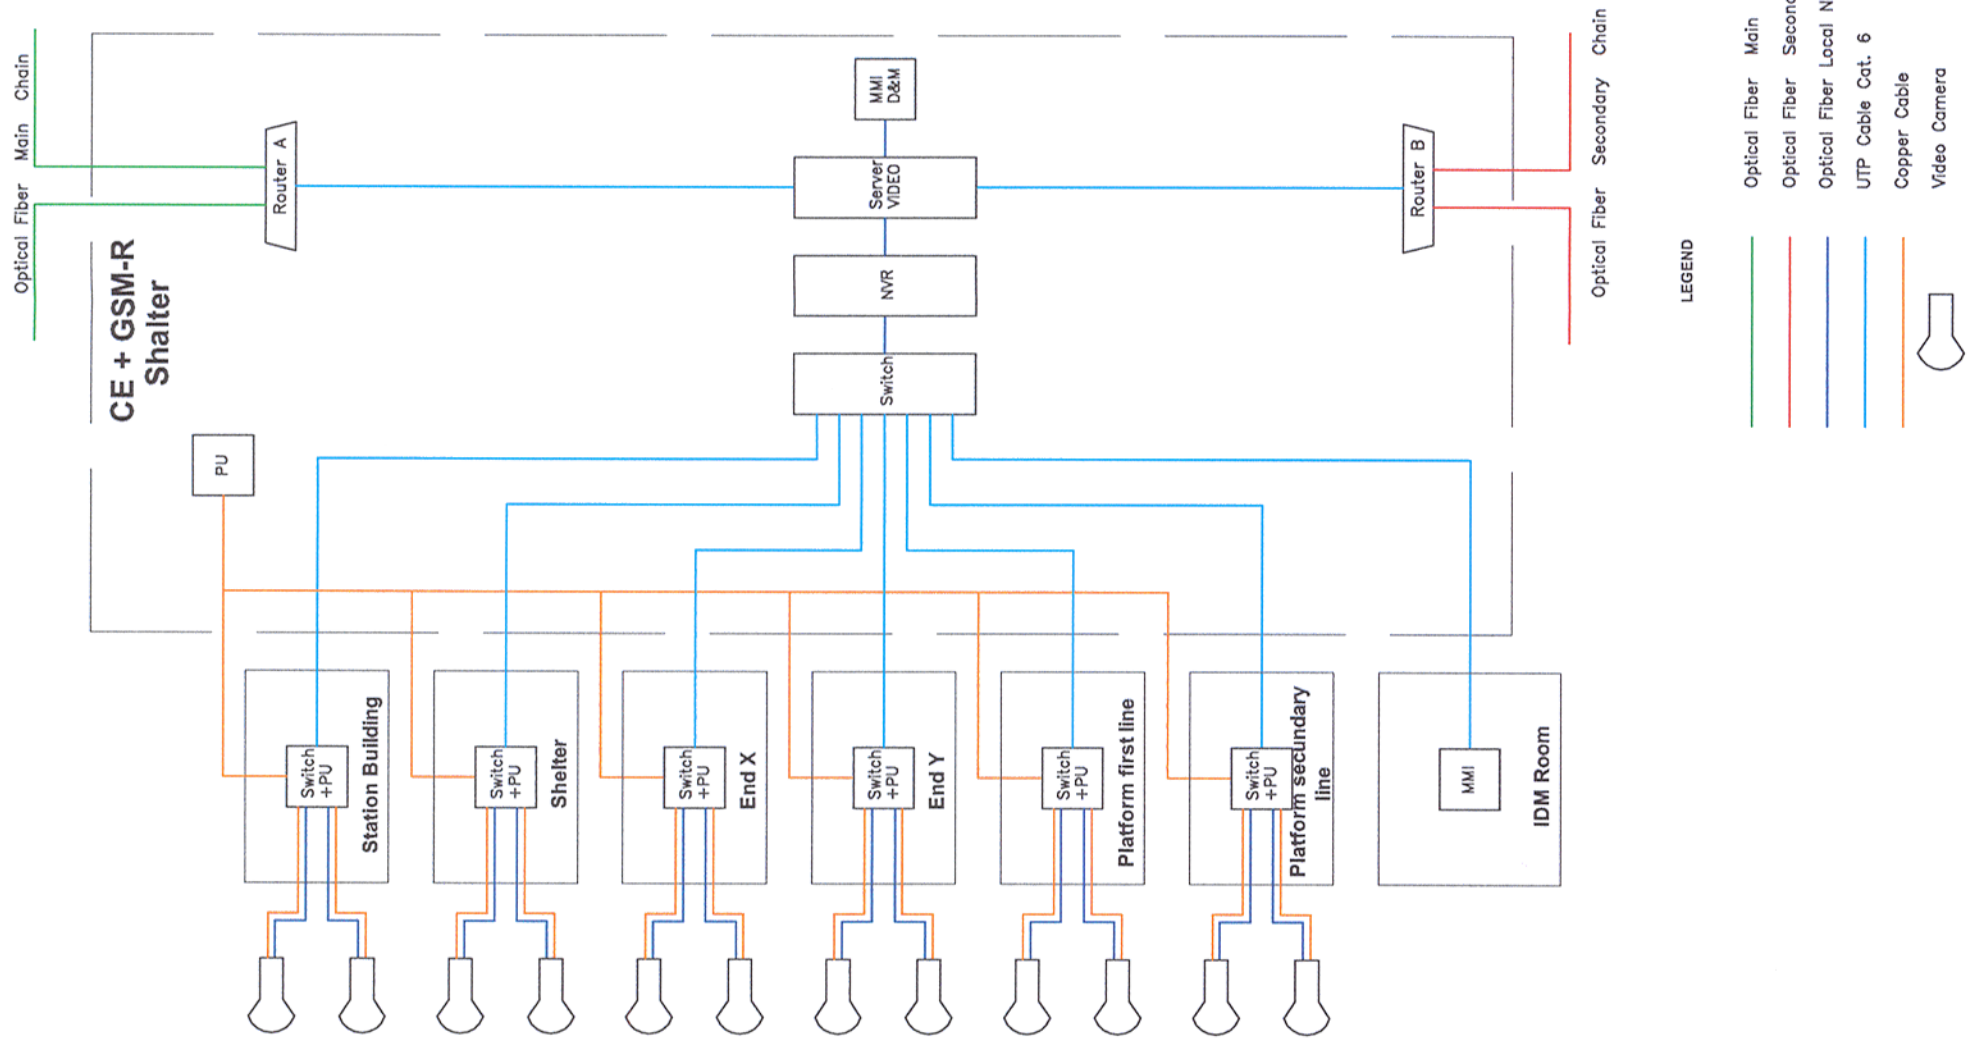 Optical Fiber Main Chain
CE + GSM-R
Shalter
Router A
MMI
D&M
Server
VIDEO
NVR
Switch
Router B
Optical Fiber Secondary Chain
PU
Switch
+PU
Station Building
Switch
+PU
Shelter
Switch
+PU
End X
Switch
+PU
End Y
Switch
+PU
Platform first line
Switch
+PU
Platform secundary
line
MMI
IDM Room
LEGEND
Optical Fiber Main
Optical Fiber
Optical Fiber Local
UTP Cable Cat. 6
Copper Cable
Video Camera